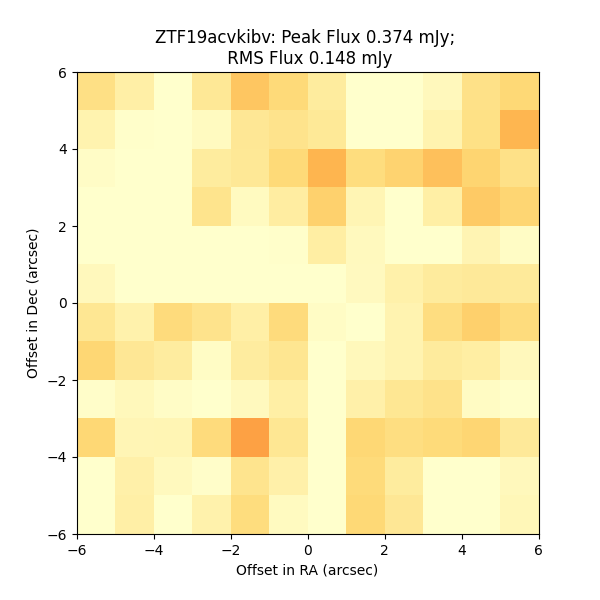 ZTF19acvkibv: Peak Flux 0.374 mJy;
RMS Flux 0.148 mJy
6
4
2
0
−2
−4
−6
Offset in Dec (arcsec)
−6 −4 −2 0 2 4 6
Offset in RA (arcsec)